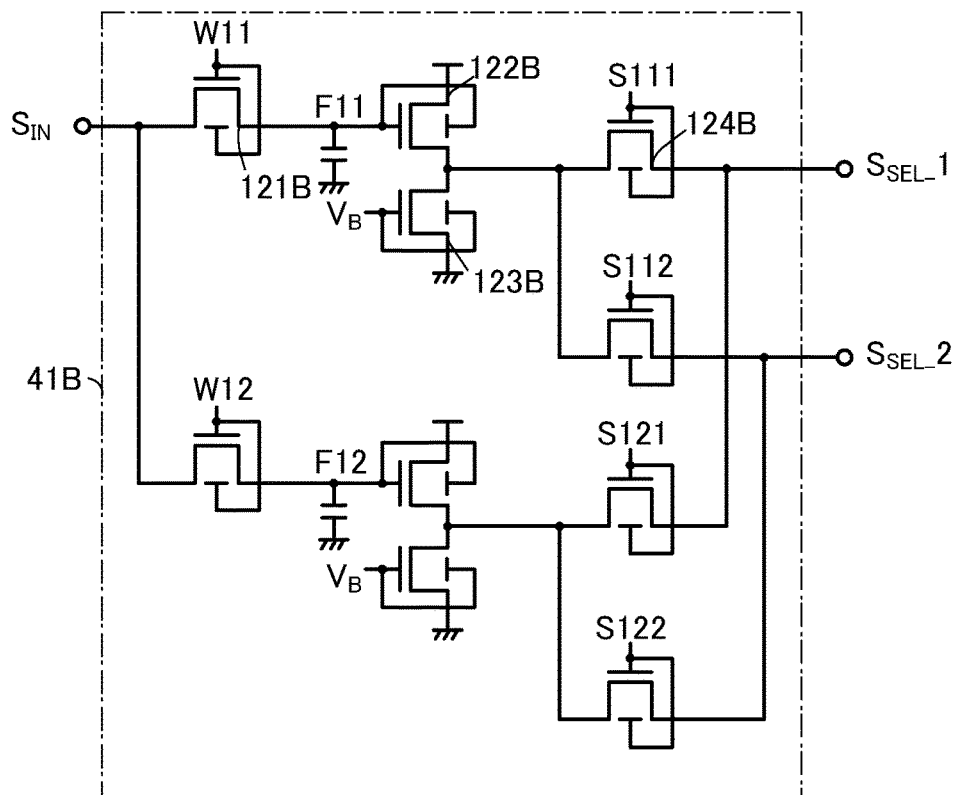 W11
122B
S111
S_IN
F11
124B
121B
S_SEL_1
V_B
123B
S112
S_SEL_2
41B
W12
F12
S121
V_B
S122